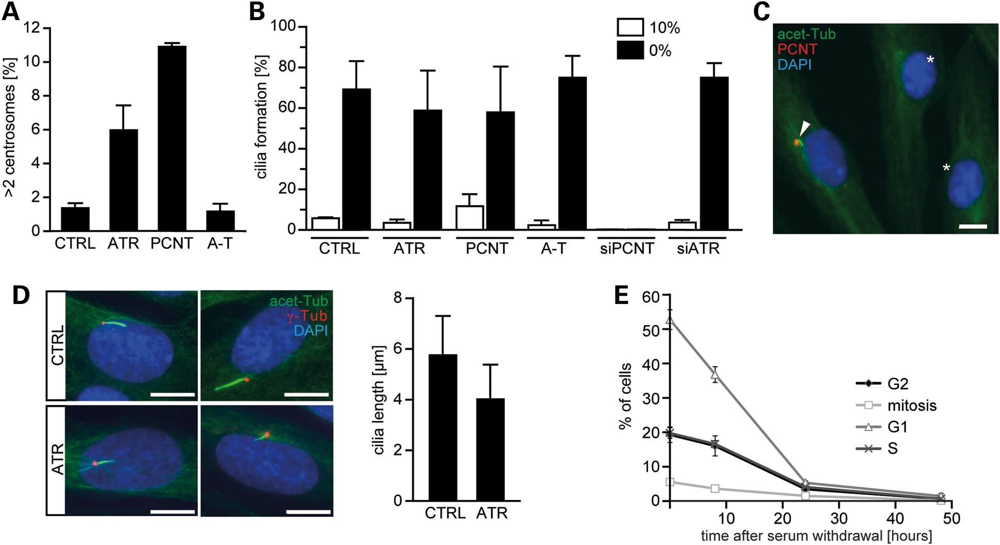 A
>2 centrosomes [%]
12
10
8
6
4
2
0
CTRL ATR PCNT A-T
B
cilia formation [%]
100
80
60
40
20
0
10%
0%
CTRL ATR PCNT A-T siPCNT siATR
C
acet-Tub
PCNT
DAPI
*
*
D
CTRL
ATR
acet-Tub
γ-Tub
DAPI
cilia length [µm]
8
6
4
2
0
CTRL ATR
E
% of cells
60
50
40
30
20
10
0
G2
mitosis
G1
S
10 20 30 40 50
time after serum withdrawal [hours]